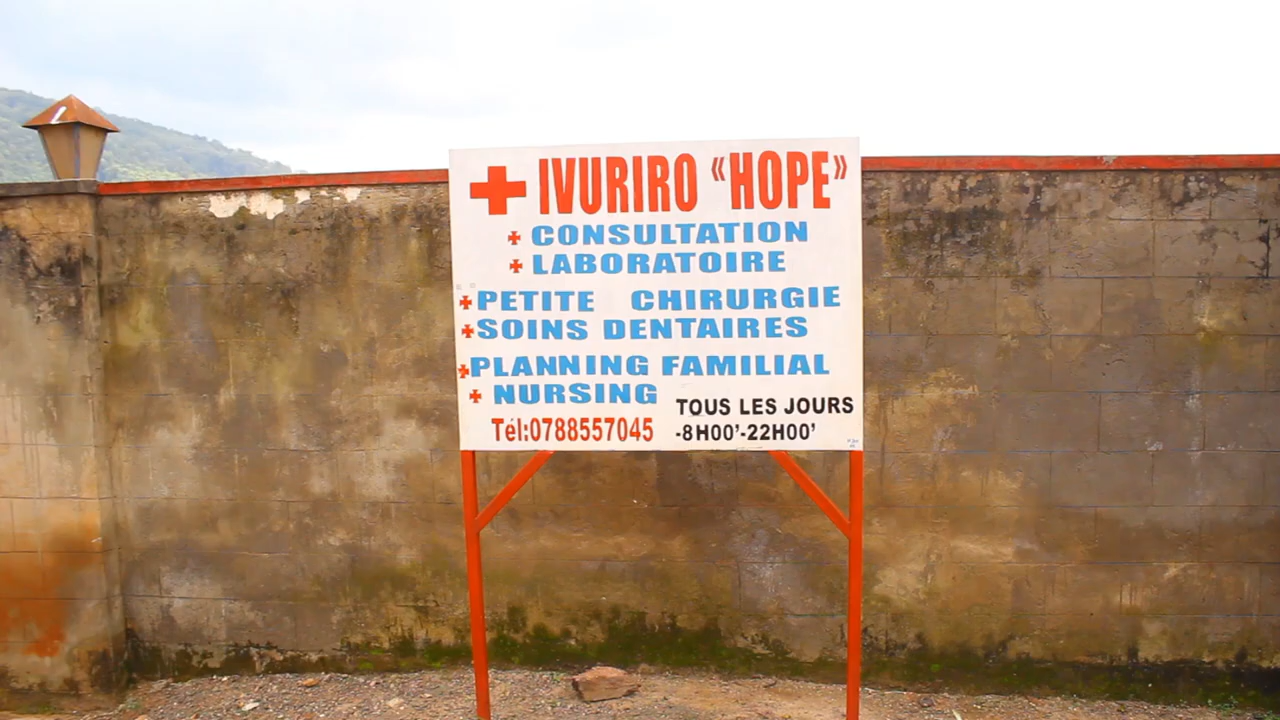 IVURIRO «HOPE»
CONSULTATION
LABORATOIRE
PETITE CHIRURGIE
SOINS DENTAIRES
PLANNING FAMILIAL
NURSING
Tél:0788557045
TOUS LES JOURS
-8H00'-22H00'